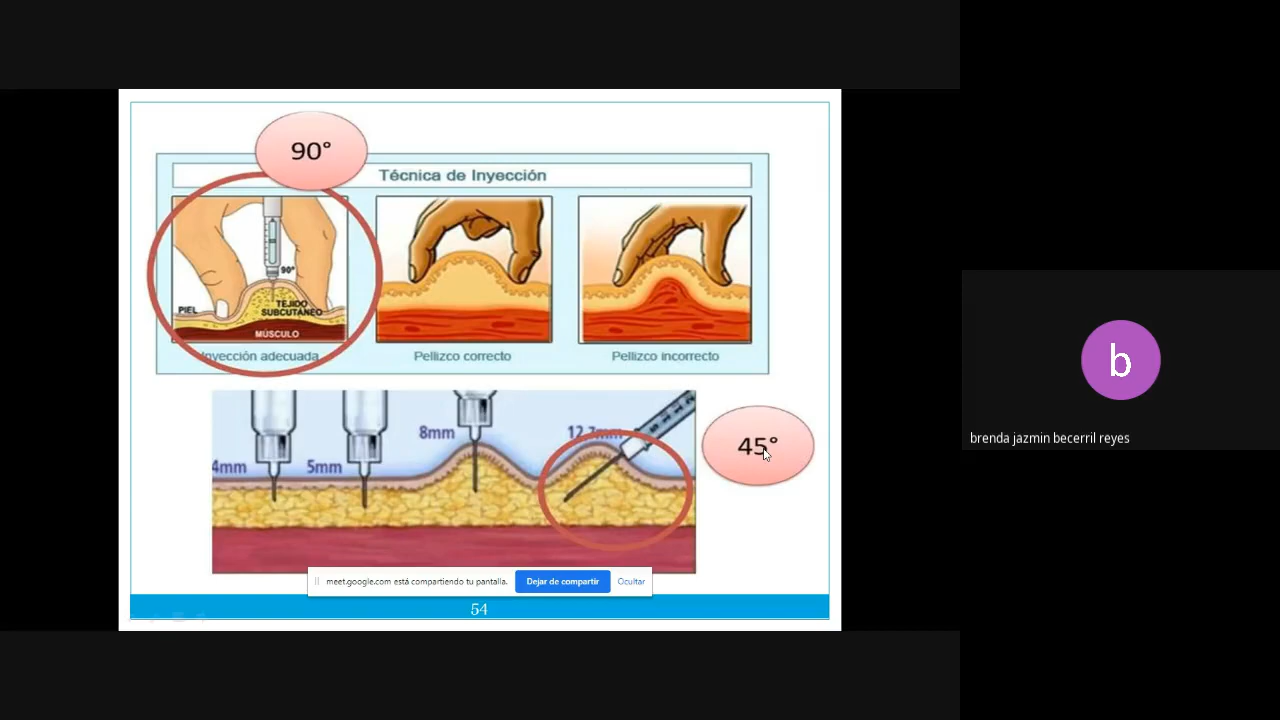 90°
Técnica de Inyección
90°
PIEL
TEJIDO
SUBCUTANEO
MÚSCULO
Inyección adecuada
Pellizco correcto
Pellizco incorrecto
4mm
5mm
8mm
12.7mm
45°
meet.google.com está compartiendo tu pantalla.
Dejar de compartir
Ocultar
54
b
brenda jazmin becerril reyes